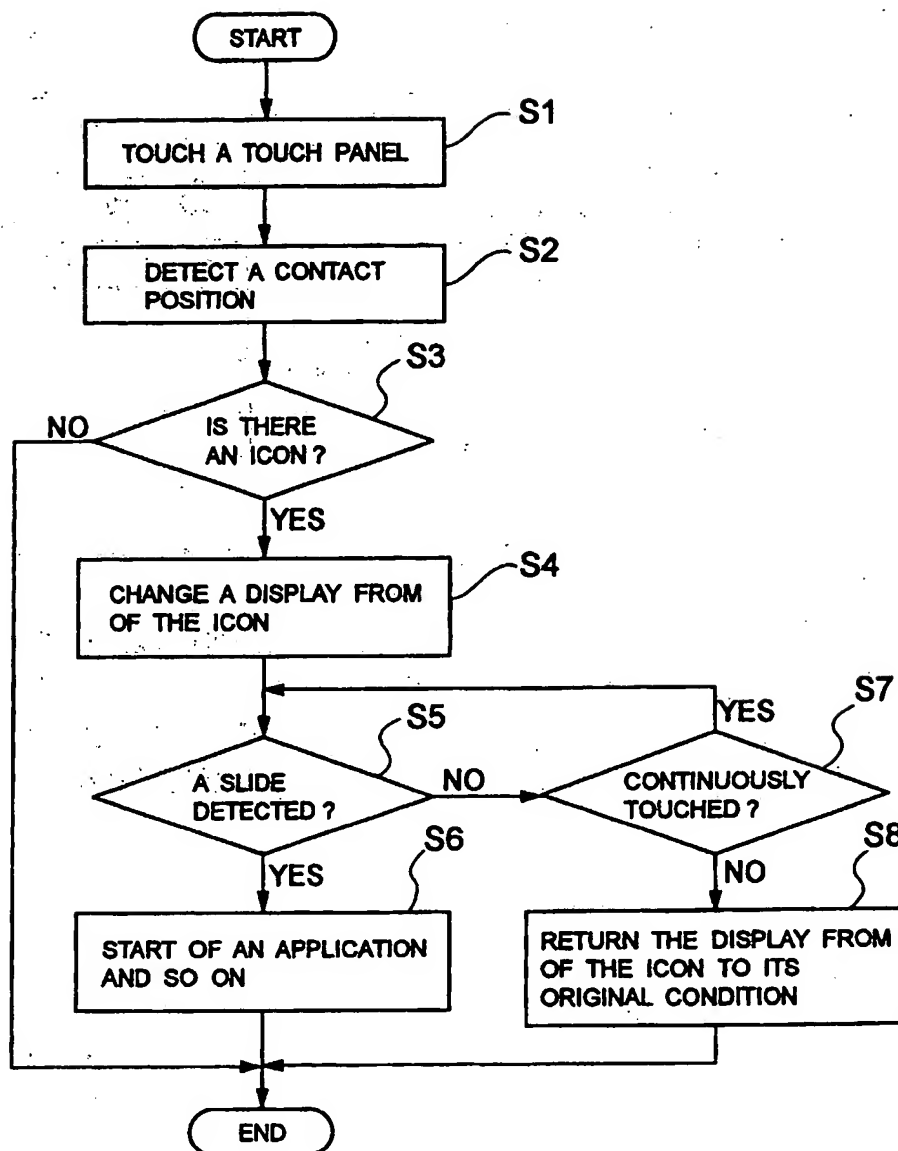 START
S1
TOUCH A TOUCH PANEL
S2
DETECT A CONTACT
POSITION
S3
NO
IS THERE
AN ICON ?
YES
S4
CHANGE A DISPLAY FROM
OF THE ICON
S7
YES
S5
A SLIDE
DETECTED ?
NO
CONTINUOUSLY
TOUCHED ?
S6
YES
S8
NO
START OF AN APPLICATION
AND SO ON
RETURN THE DISPLAY FROM
OF THE ICON TO ITS
ORIGINAL CONDITION
END